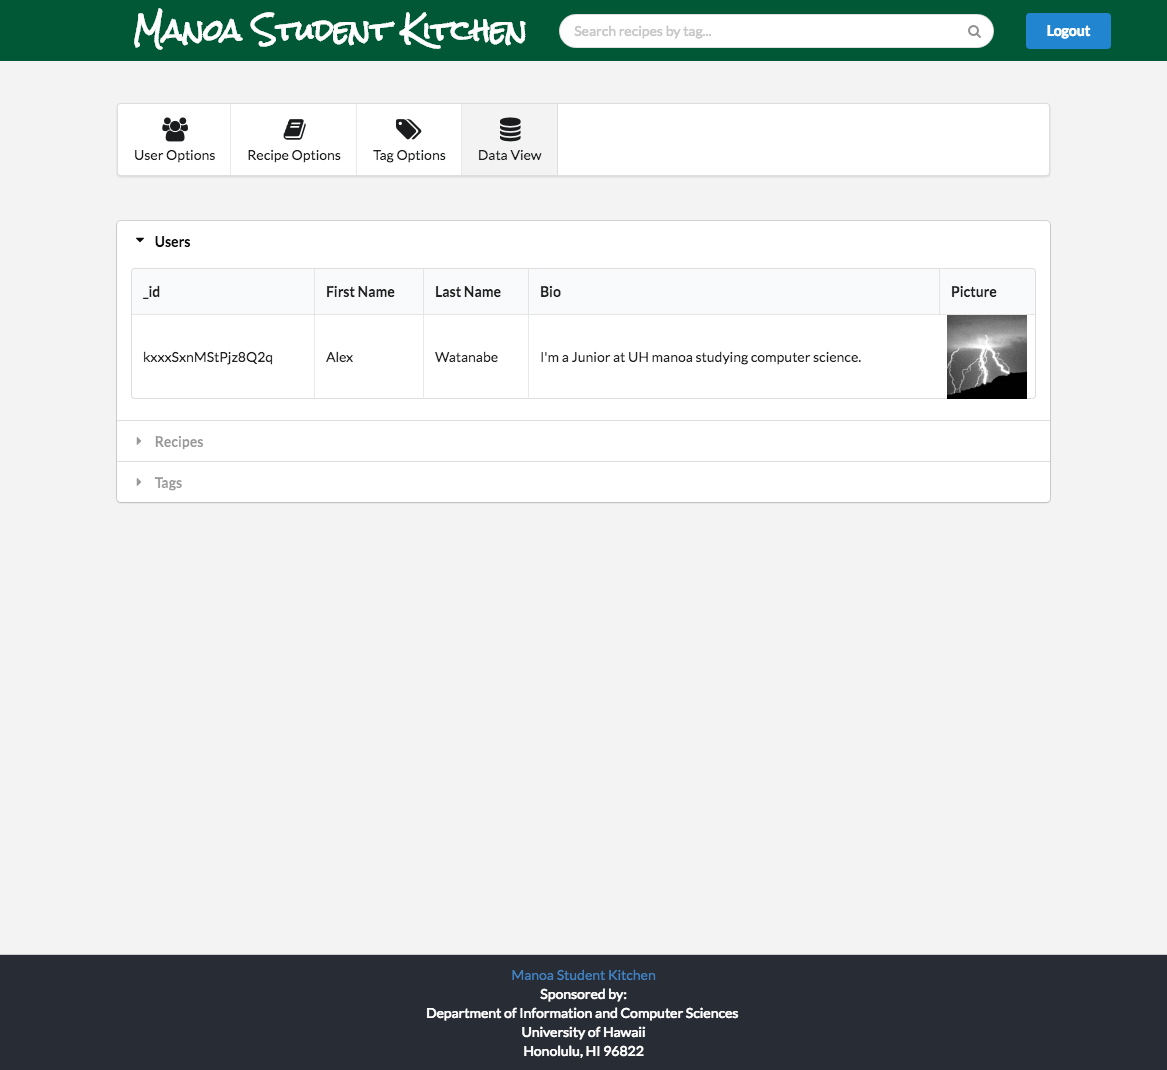 Manoa Student Kitchen
Search recipes by tag...
Logout
User Options
Recipe Options
Tag Options
Data View
Users
_id First Name Last Name Bio Picture
kxxxSxnMStPjz8Q2q Alex Watanabe I'm a Junior at UH manoa studying computer science.
Recipes
Tags
Manoa Student Kitchen
Sponsored by:
Department of Information and Computer Sciences
University of Hawaii
Honolulu, HI 96822